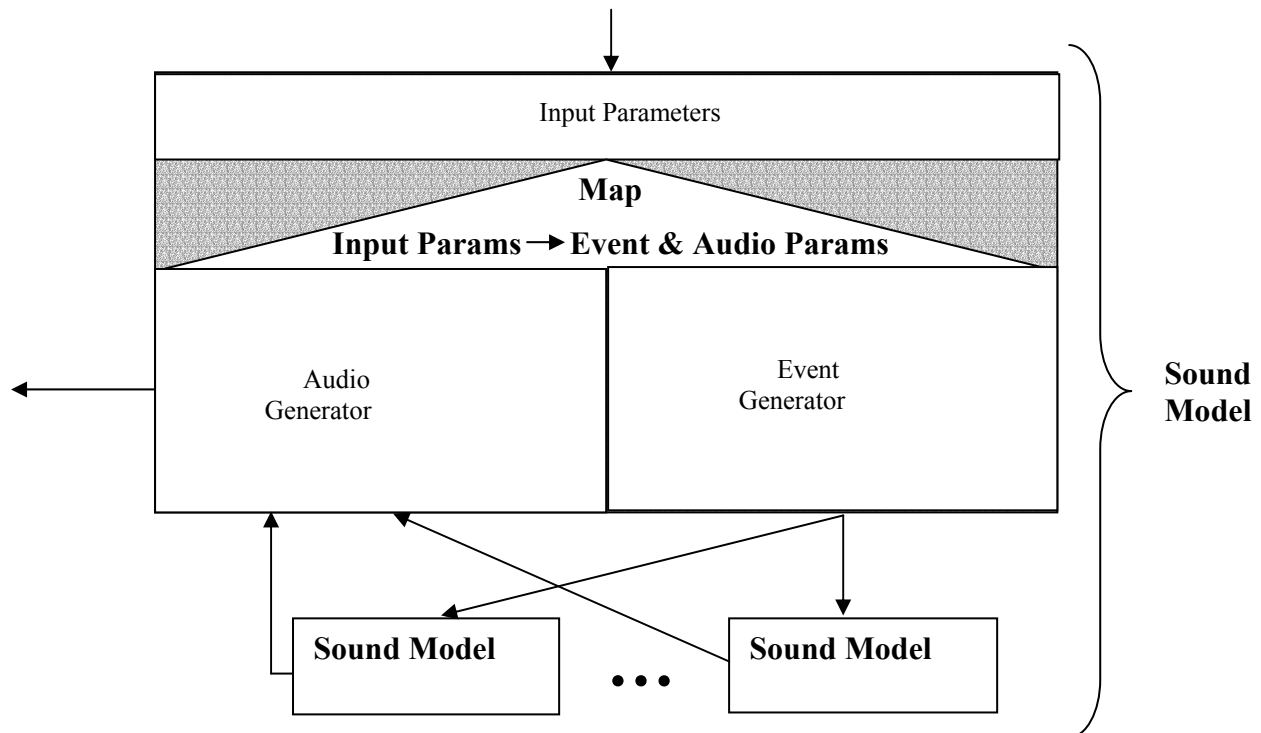 Input Parameters
Map
Input Params → Event & Audio Params
Audio
Generator
Event
Generator
Sound
Model
Sound Model
• • •
Sound Model